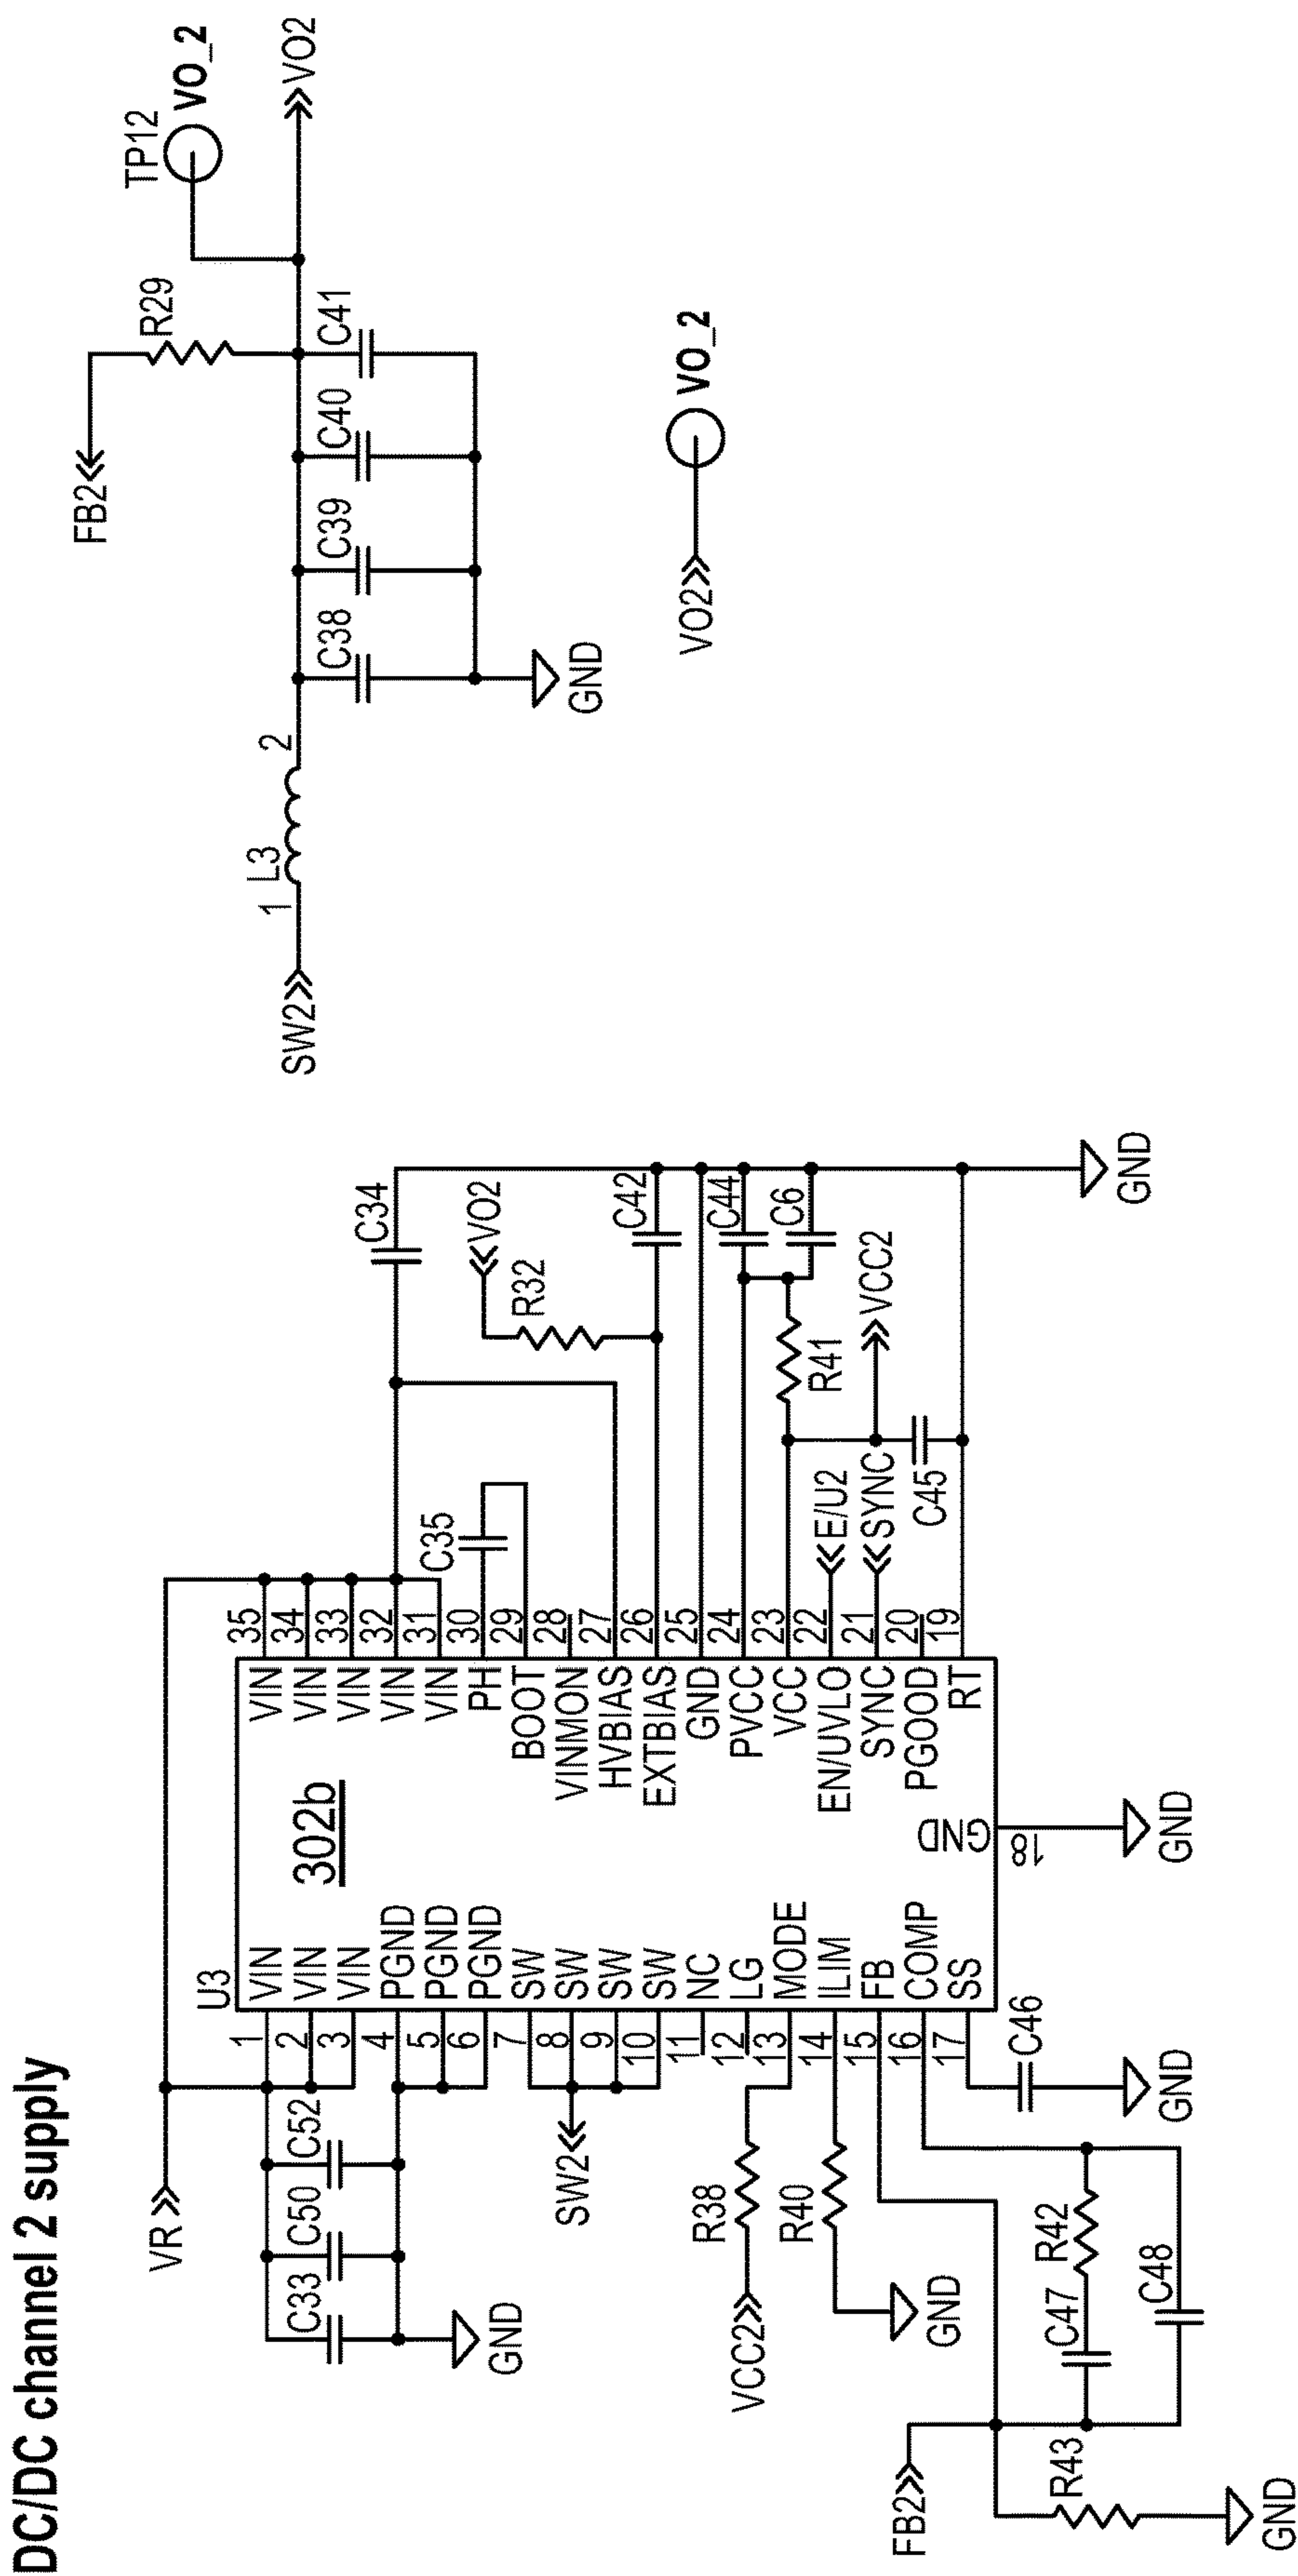 DC/DC channel 2 supply
VR
C33
C50
C52
GND
SW2
VCC2
R38
R40
GND
FB2
R43
GND
C47
R42
C48
C46
GND
U3
302b
1 VIN
2 VIN
3 VIN
4 PGND
5 PGND
6 PGND
7 SW
8 SW
9 SW
10 SW
11 NC
12 LG
13 MODE
14 ILIM
15 FB
16 COMP
17 SS
GND 18
GND
VIN 35
VIN 34
VIN 33
VIN 32
VIN 31
PH 30
BOOT 29
VINMON 28
HVBIAS 27
EXTBIAS 26
GND 25
PVCC 24
VCC 23
EN/UVLO 22
SYNC 21
PGOOD 20
RT 19
C35
C34
VO2
R32
C42
C44
C6
R41
E/U2
SYNC
VCC2
C45
GND
SW2
1 L3 2
C38
C39
C40
C41
GND
FB2
R29
TP12
VO_2
VO2
VO2
VO_2